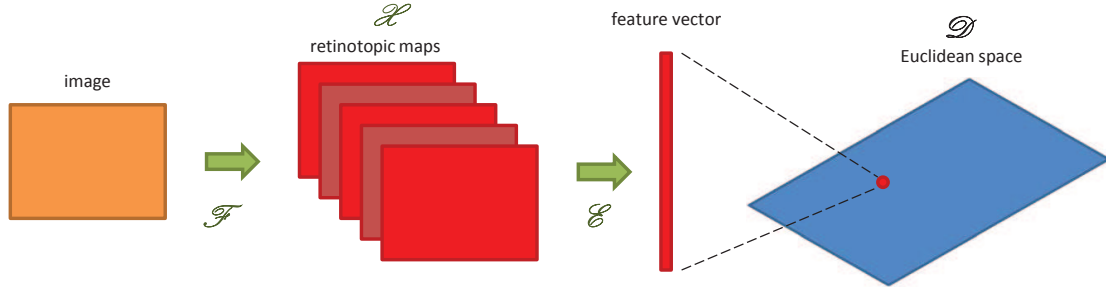 image
ℋ
retinotopic maps
feature vector
𝒟
Euclidean space
ℱ
ℰ